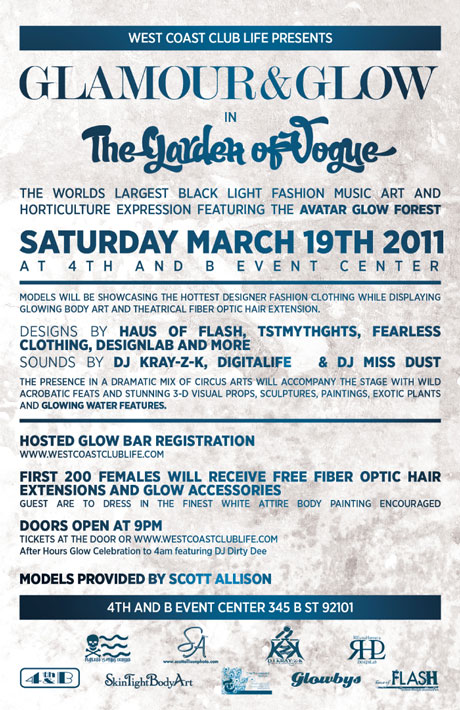 WEST COAST CLUB LIFE PRESENTS
GLAMOUR&GLOW
IN
The Garden of Vogue
THE WORLDS LARGEST BLACK LIGHT FASHION MUSIC ART AND
HORTICULTURE EXPRESSION FEATURING THE AVATAR GLOW FOREST
SATURDAY MARCH 19TH 2011
AT 4TH AND B EVENT CENTER
MODELS WILL BE SHOWCASING THE HOTTEST DESIGNER FASHION CLOTHING WHILE DISPLAYING
GLOWING BODY ART AND THEATRICAL FIBER OPTIC HAIR EXTENSION.
DESIGNS BY HAUS OF FLASH, TSTMYTHGHTS, FEARLESS
CLOTHING, DESIGNLAB AND MORE
SOUNDS BY DJ KRAY-Z-K, DIGITALIFE & DJ MISS DUST
THE PRESENCE IN A DRAMATIC MIX OF CIRCUS ARTS WILL ACCOMPANY THE STAGE WITH WILD
ACROBATIC FEATS AND STUNNING 3-D VISUAL PROPS, SCULPTURES, PAINTINGS, EXOTIC PLANTS
AND GLOWING WATER FEATURES.
HOSTED GLOW BAR REGISTRATION
WWW.WESTCOASTCLUBLIFE.COM
FIRST 200 FEMALES WILL RECEIVE FREE FIBER OPTIC HAIR
EXTENSIONS AND GLOW ACCESSORIES
GUEST ARE TO DRESS IN THE FINEST WHITE ATTIRE BODY PAINTING ENCOURAGED
DOORS OPEN AT 9PM
TICKETS AT THE DOOR OR WWW.WESTCOASTCLUBLIFE.COM
After Hours Glow Celebration to 4am featuring DJ Dirty Dee
MODELS PROVIDED BY SCOTT ALLISON
4TH AND B EVENT CENTER 345 B ST 92101
SA
www.scottallisonphoto.com
KZK
DJ KRAY-Z-K
RHD
4th&B
SkinTightBodyArt
Glowbys
FLASH